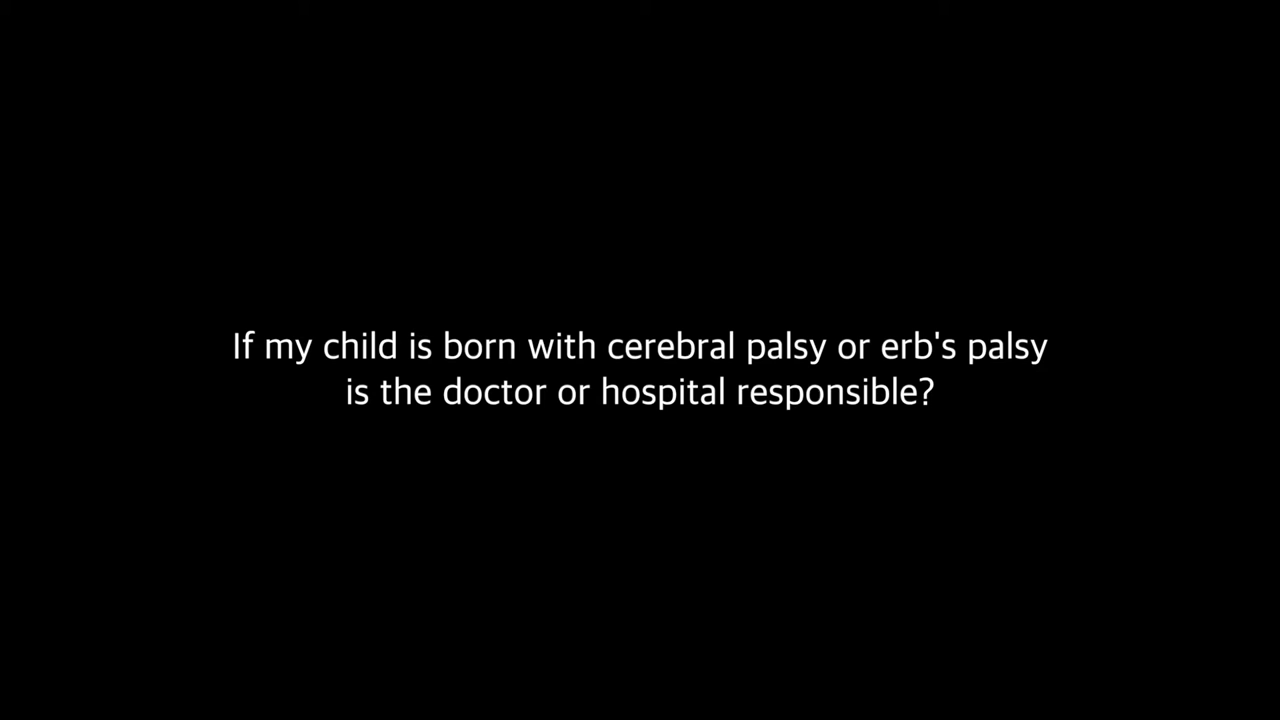 If my child is born with cerebral palsy or erb's palsy
is the doctor or hospital responsible?